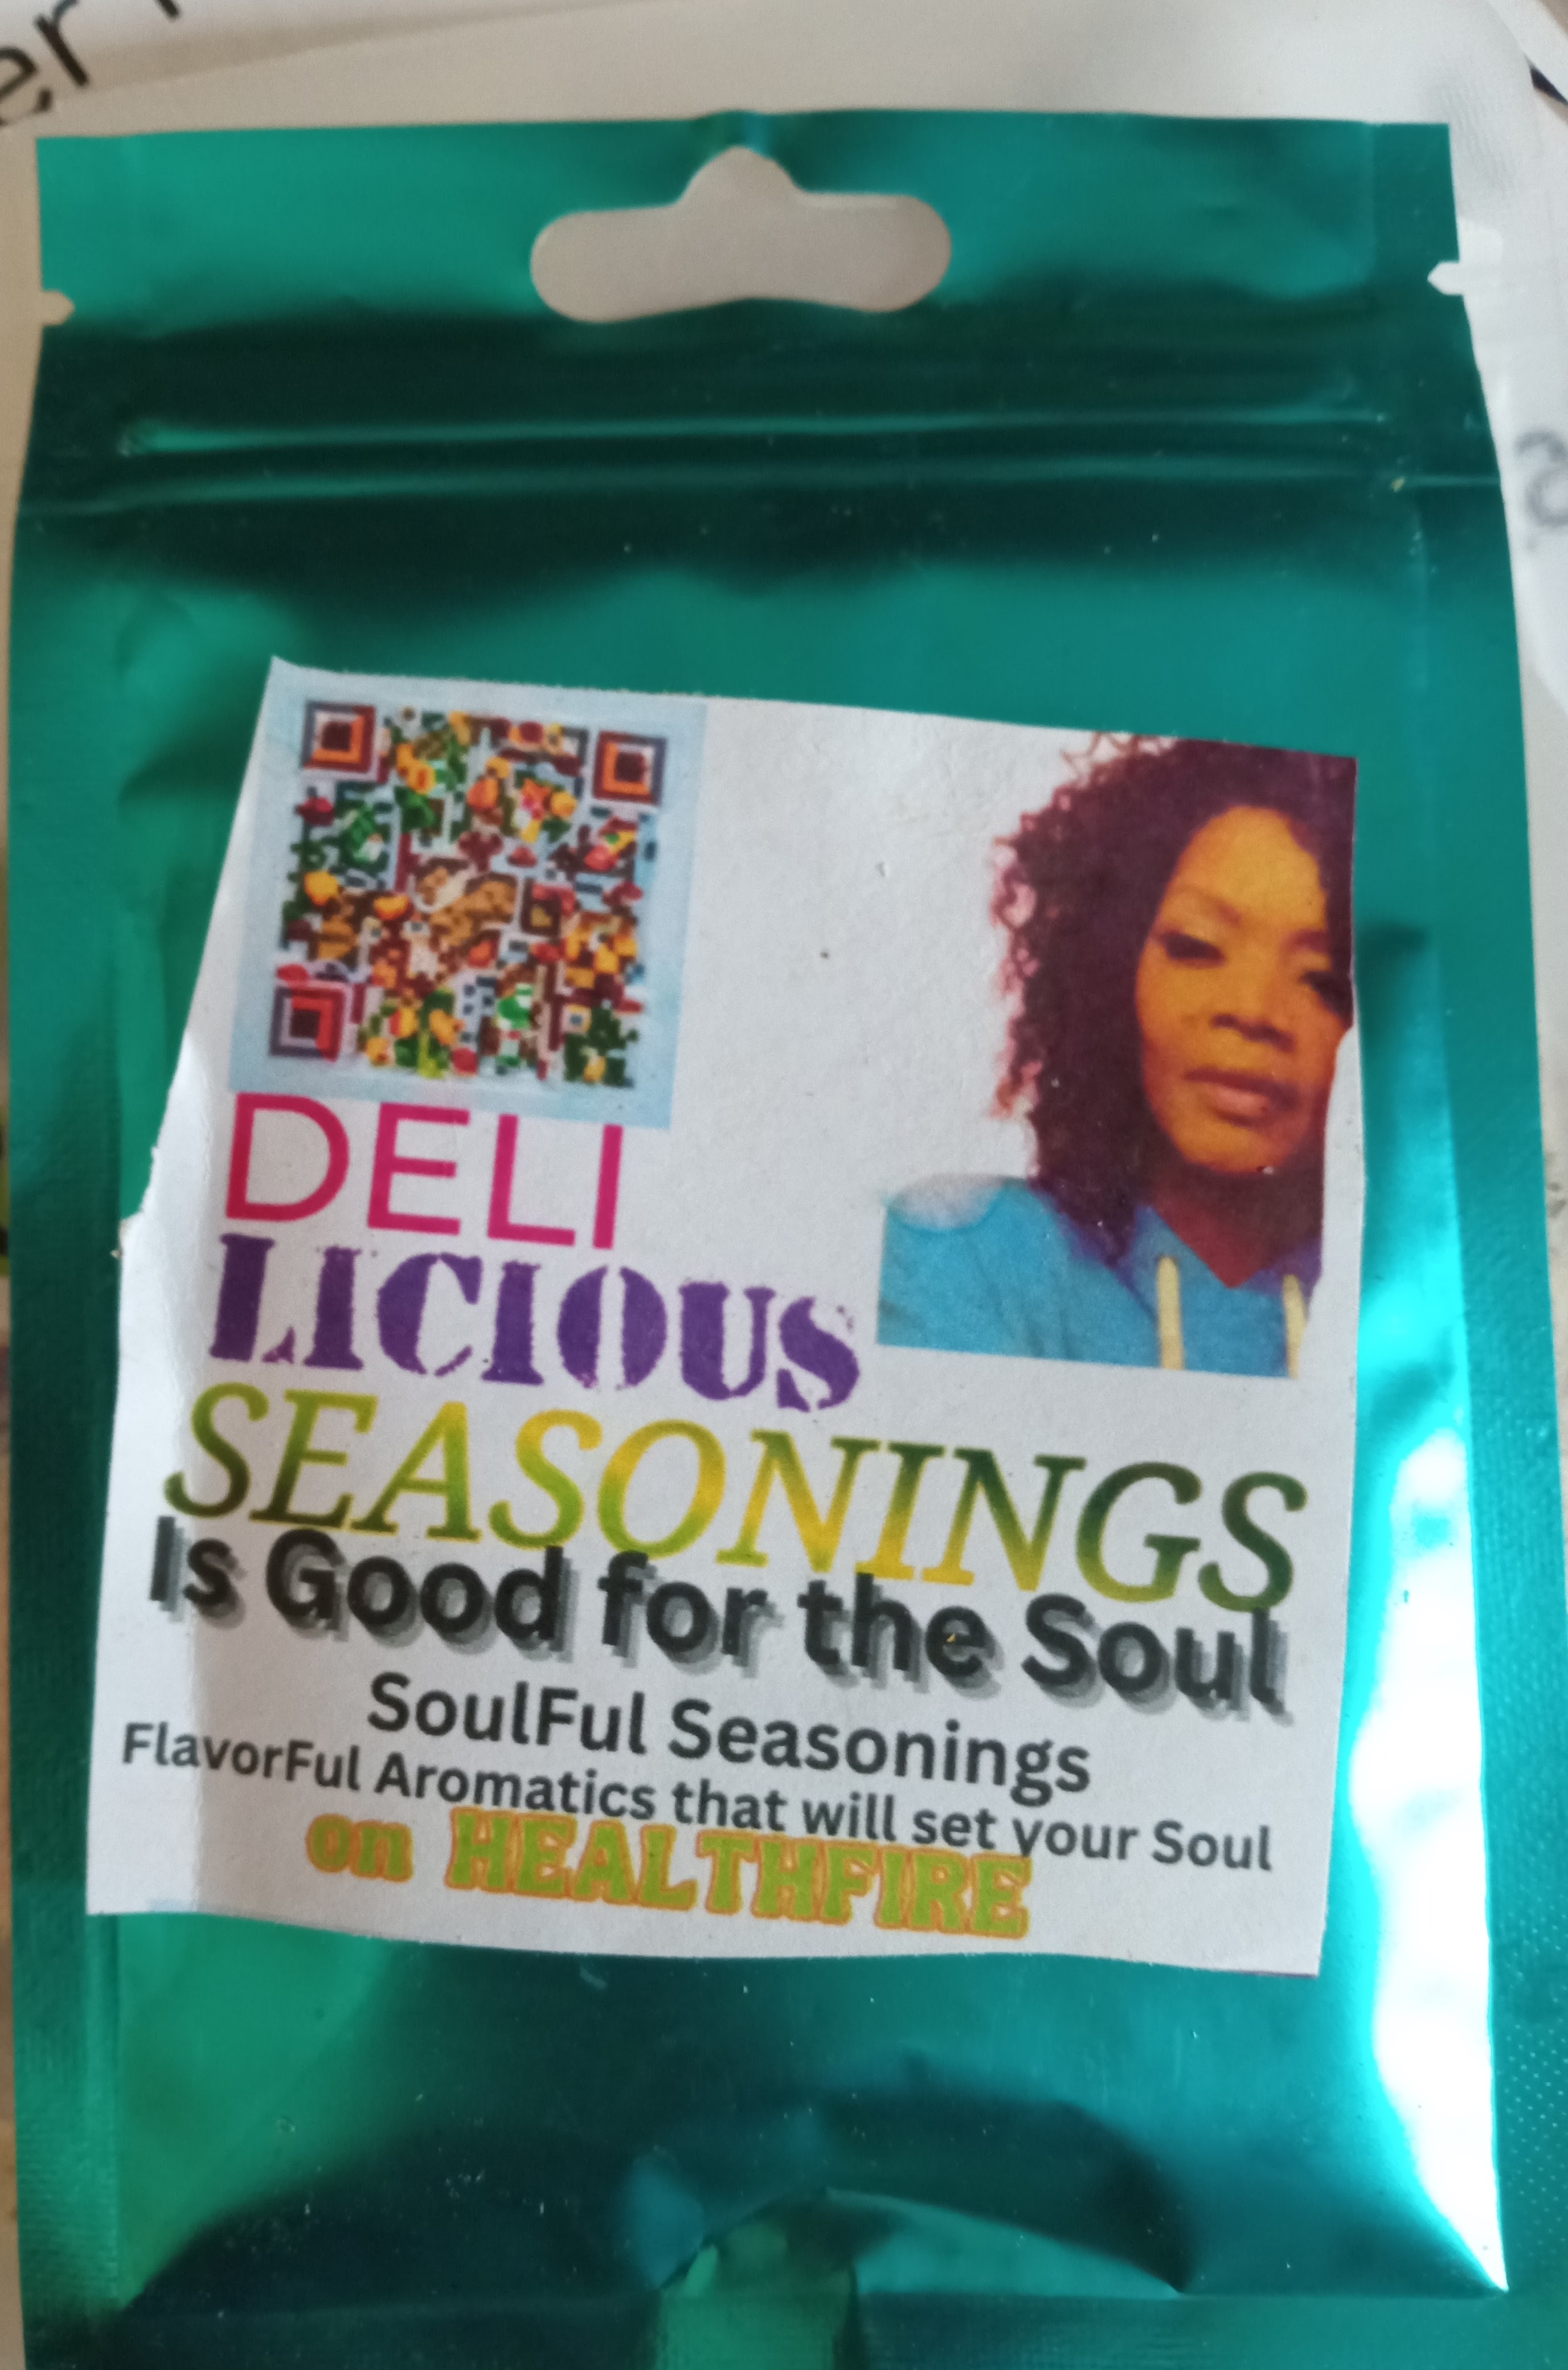 er
DELI
LICIOUS
SEASONINGS
Is Good for the Soul
SoulFul Seasonings
FlavorFul Aromatics that will set your Soul
on HEALTHFIRE